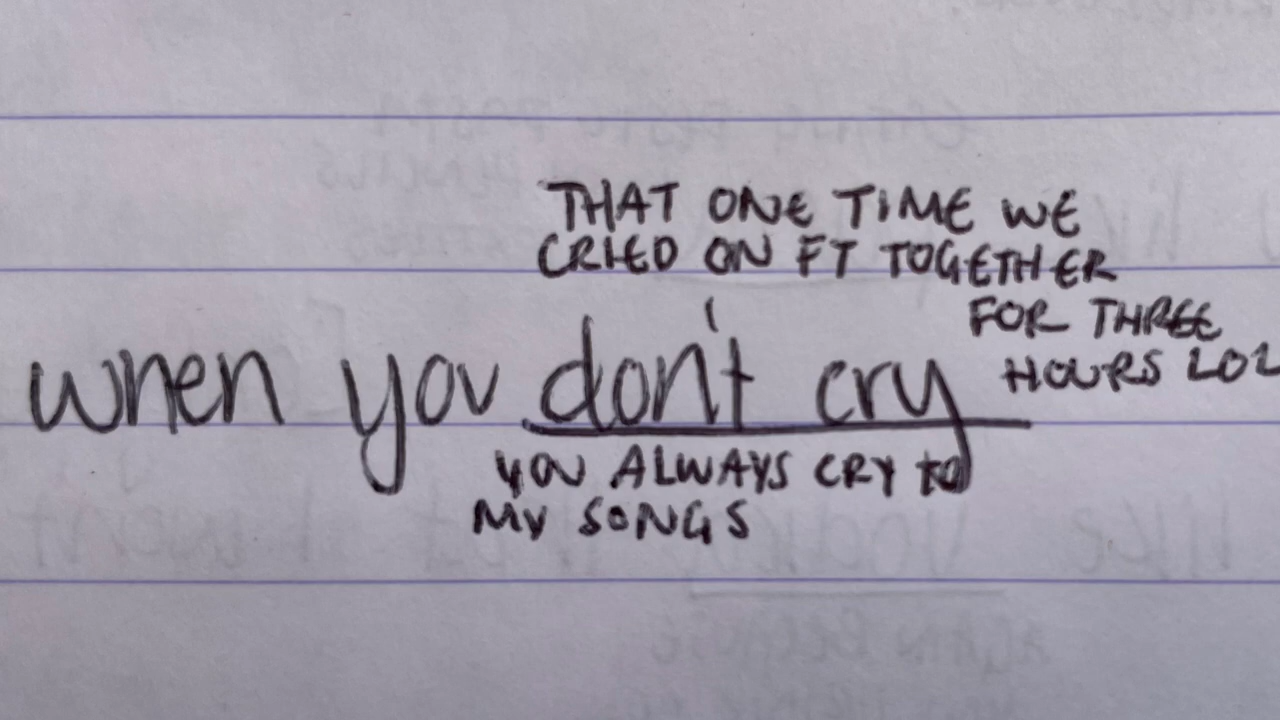 THAT ONE TIME WE
CRIED ON FT TOGETHER
FOR THREE
HOURS LOL
when you don't cry
YOU ALWAYS CRY TO
MY SONGS